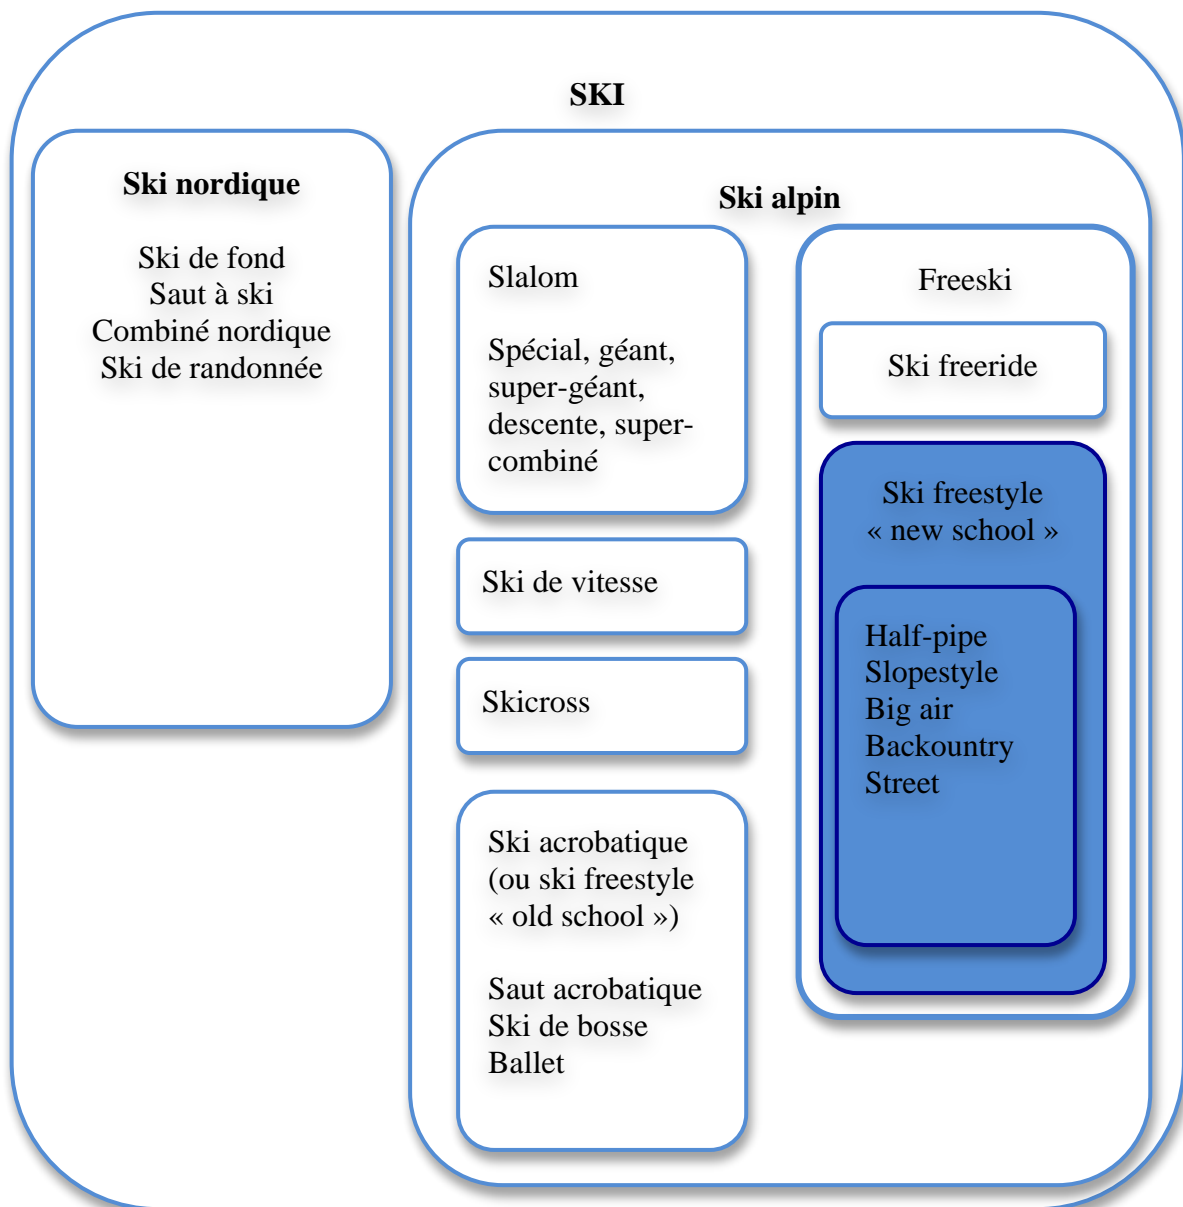 SKI
Ski nordique
Ski de fond
Saut à ski
Combiné nordique
Ski de randonnée
Ski alpin
Slalom
Spécial, géant,
super-géant,
descente, super-
combiné
Ski de vitesse
Skicross
Ski acrobatique
(ou ski freestyle
« old school »)
Saut acrobatique
Ski de bosse
Ballet
Freeski
Ski freeride
Ski freestyle
« new school »
Half-pipe
Slopestyle
Big air
Backountry
Street